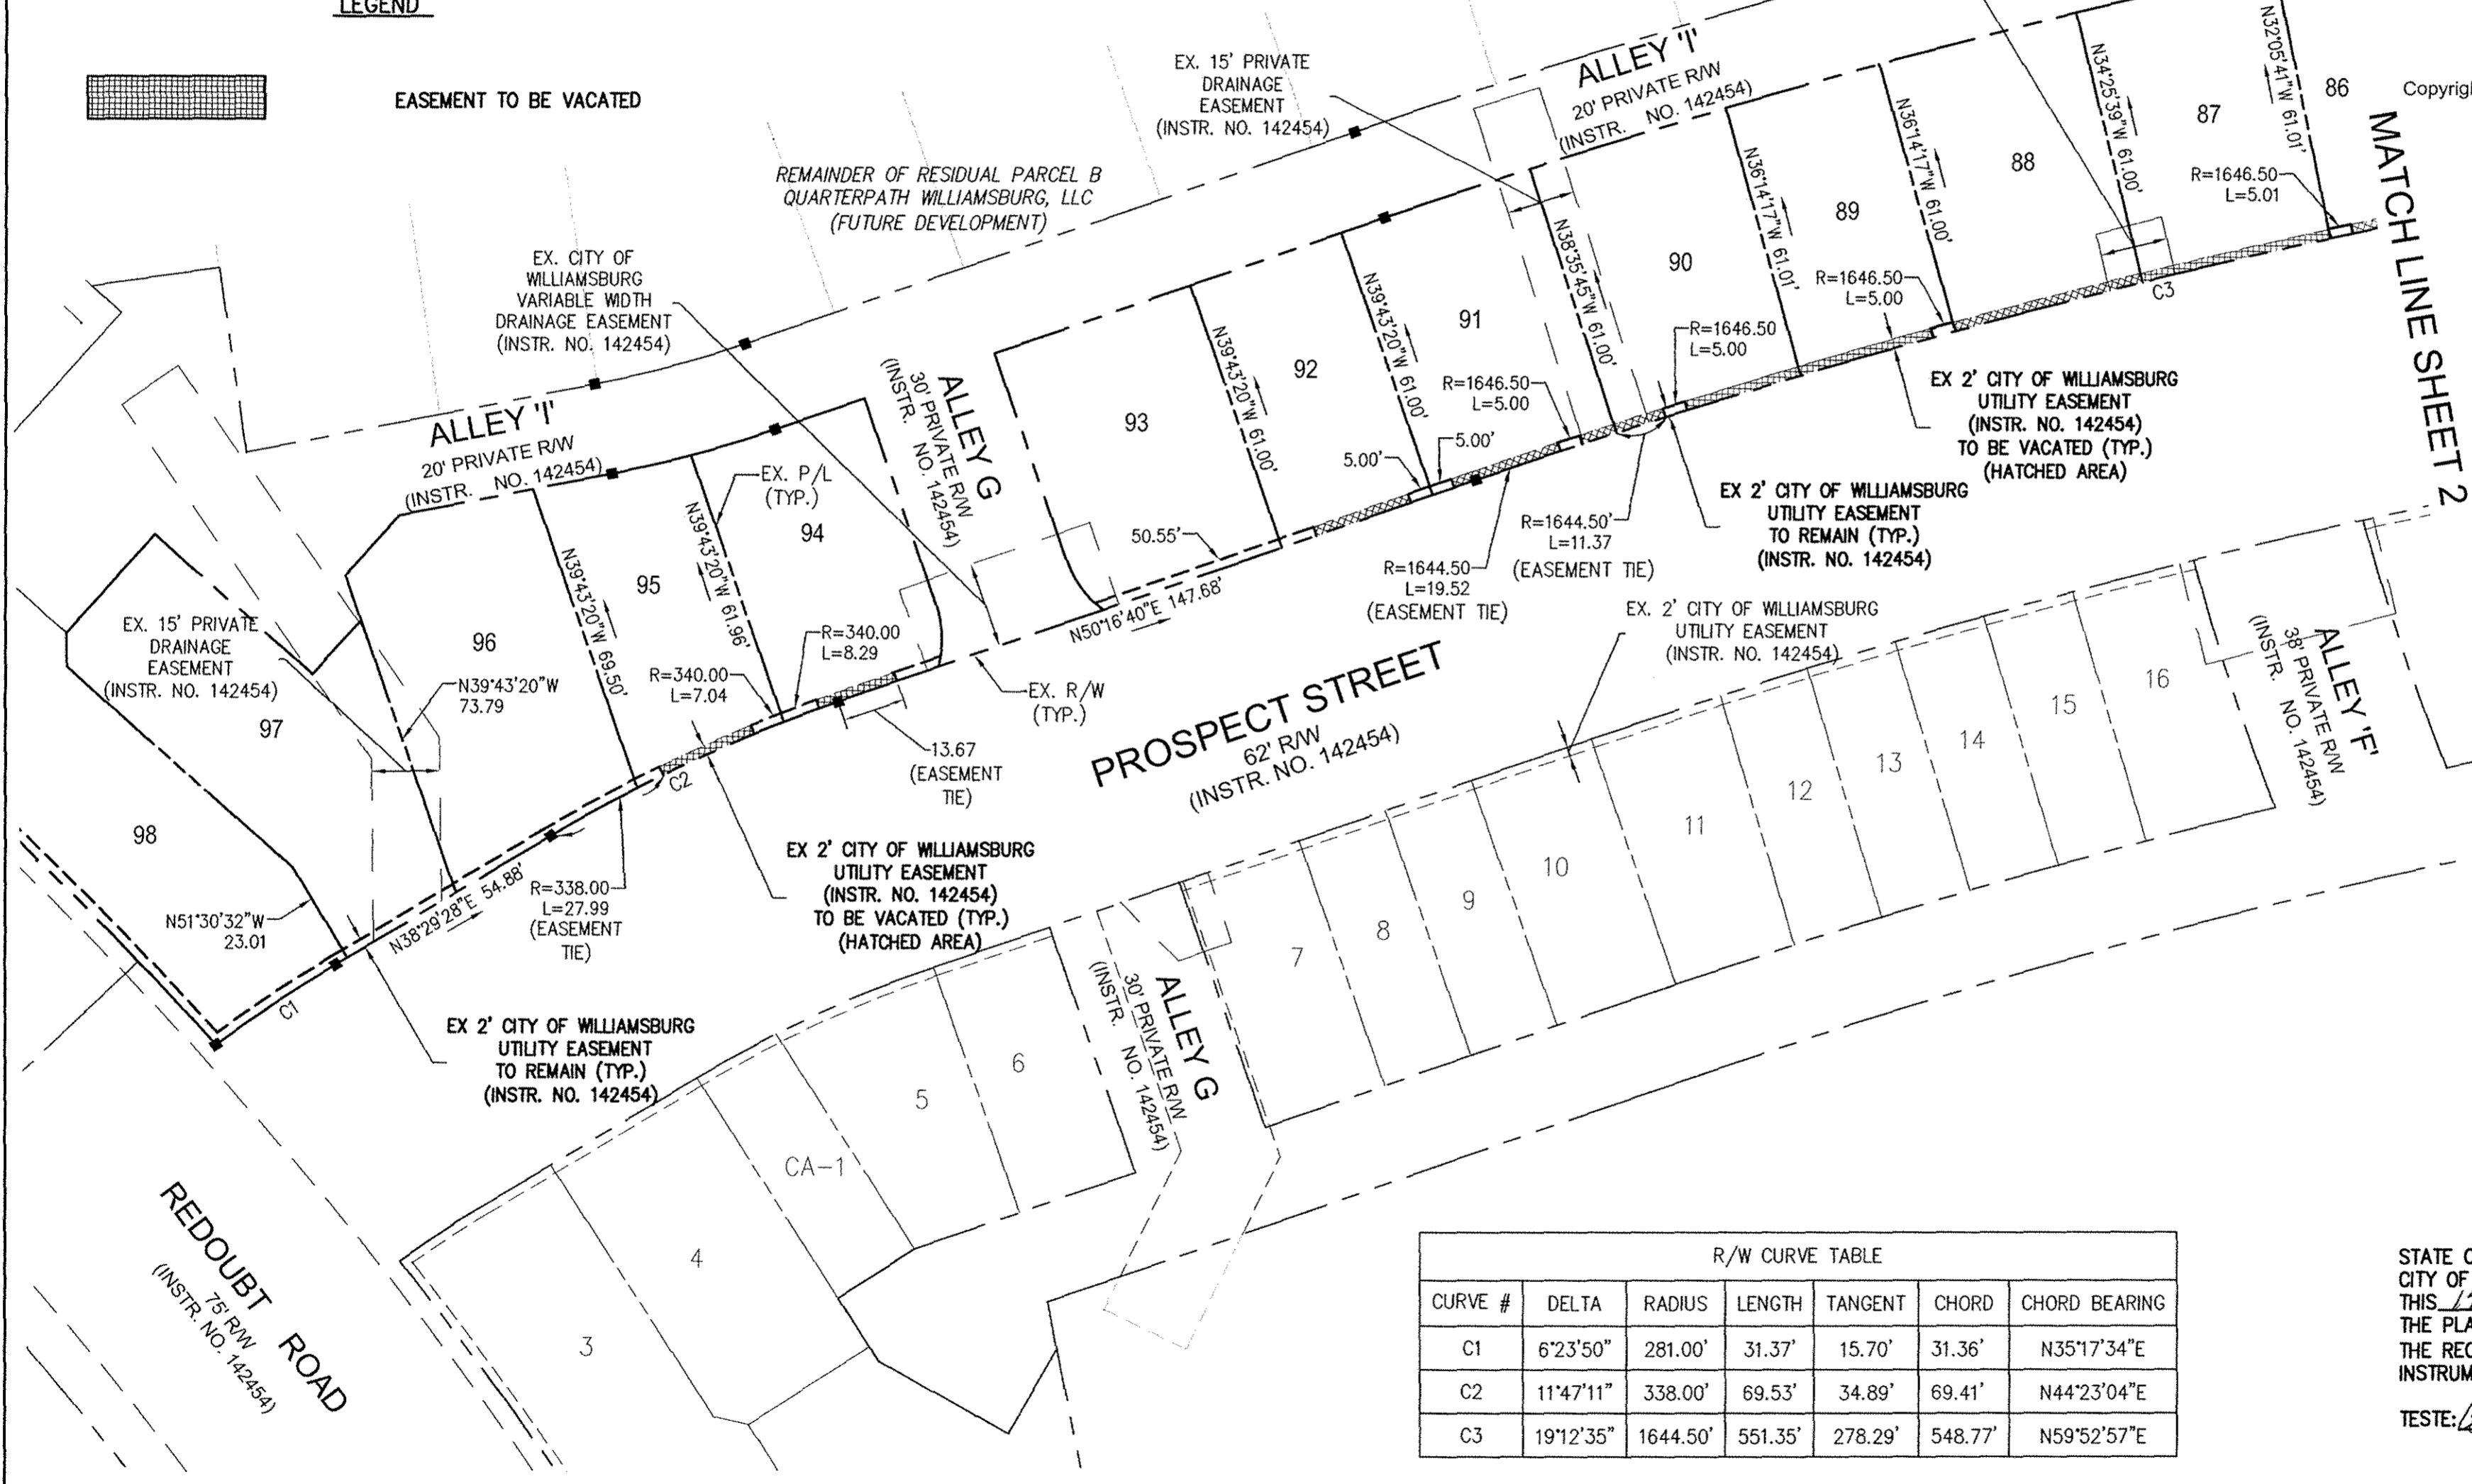 LEGEND
EASEMENT TO BE VACATED
REMAINDER OF RESIDUAL PARCEL B
QUARTERPATH WILLIAMSBURG, LLC
(FUTURE DEVELOPMENT)
EX. 15' PRIVATE
DRAINAGE
EASEMENT
(INSTR. NO. 142454)
ALLEY 'I'
20' PRIVATE R/W
(INSTR. NO. 142454)
N38°35'45"W 61.00'
N36°14'17"W 61.01'
N36°14'17"W 61.00'
N34°25'39"W 61.00'
N32°05'41"W 61.01'
86
87
88
89
90
91
92
93
R=1646.50
L=5.01
MATCH LINE SHEET 2
C3
R=1646.50
L=5.00
R=1646.50
L=5.00
R=1646.50
L=5.00
N39°43'20"W 61.00'
N39°43'20"W 61.00'
5.00'
5.00'
50.55'
EX 2' CITY OF WILLIAMSBURG
UTILITY EASEMENT
(INSTR. NO. 142454)
TO BE VACATED (TYP.)
(HATCHED AREA)
EX 2' CITY OF WILLIAMSBURG
UTILITY EASEMENT
TO REMAIN (TYP.)
(INSTR. NO. 142454)
R=1644.50'
L=11.37
(EASEMENT TIE)
R=1644.50
L=19.52
(EASEMENT TIE)
EX. CITY OF
WILLIAMSBURG
VARIABLE WIDTH
DRAINAGE EASEMENT
(INSTR. NO. 142454)
ALLEY 'I'
20' PRIVATE R/W
(INSTR. NO. 142454)
ALLEY G
30' PRIVATE R/W
(INSTR. NO. 142454)
EX. P/L
(TYP.)
94
95
96
97
98
N39°43'20"W 61.96'
N39°43'20"W 69.50'
N39°43'20"W
73.79
EX. 15' PRIVATE
DRAINAGE
EASEMENT
(INSTR. NO. 142454)
R=340.00
L=8.29
R=340.00
L=7.04
N50°16'40"E 147.68'
EX. R/W
(TYP.)
13.67
(EASEMENT
TIE)
C2
N51°30'32"W
23.01
N38°29'28"E 54.88'
R=338.00
L=27.99
(EASEMENT
TIE)
EX 2' CITY OF WILLIAMSBURG
UTILITY EASEMENT
(INSTR. NO. 142454)
TO BE VACATED (TYP.)
(HATCHED AREA)
C1
EX 2' CITY OF WILLIAMSBURG
UTILITY EASEMENT
TO REMAIN (TYP.)
(INSTR. NO. 142454)
PROSPECT STREET
62' R/W
(INSTR. NO. 142454)
EX. 2' CITY OF WILLIAMSBURG
UTILITY EASEMENT
(INSTR. NO. 142454)
ALLEY 'F'
38' PRIVATE R/W
(INSTR. NO. 142454)
16
15
14
13
12
11
10
9
8
7
ALLEY G
30' PRIVATE R/W
(INSTR. NO. 142454)
6
5
CA-1
4
3
REDOUBT ROAD
75' R/W
(INSTR. NO. 142454)
R/W CURVE TABLE
CURVE # DELTA RADIUS LENGTH TANGENT CHORD CHORD BEARING
C1 6°23'50" 281.00' 31.37' 15.70' 31.36' N35°17'34"E
C2 11°47'11" 338.00' 69.53' 34.89' 69.41' N44°23'04"E
C3 19°12'35" 1644.50' 551.35' 278.29' 548.77' N59°52'57"E
Copyrig
STATE O
CITY OF
THIS
THE PLA
THE REC
INSTRUM
TESTE: